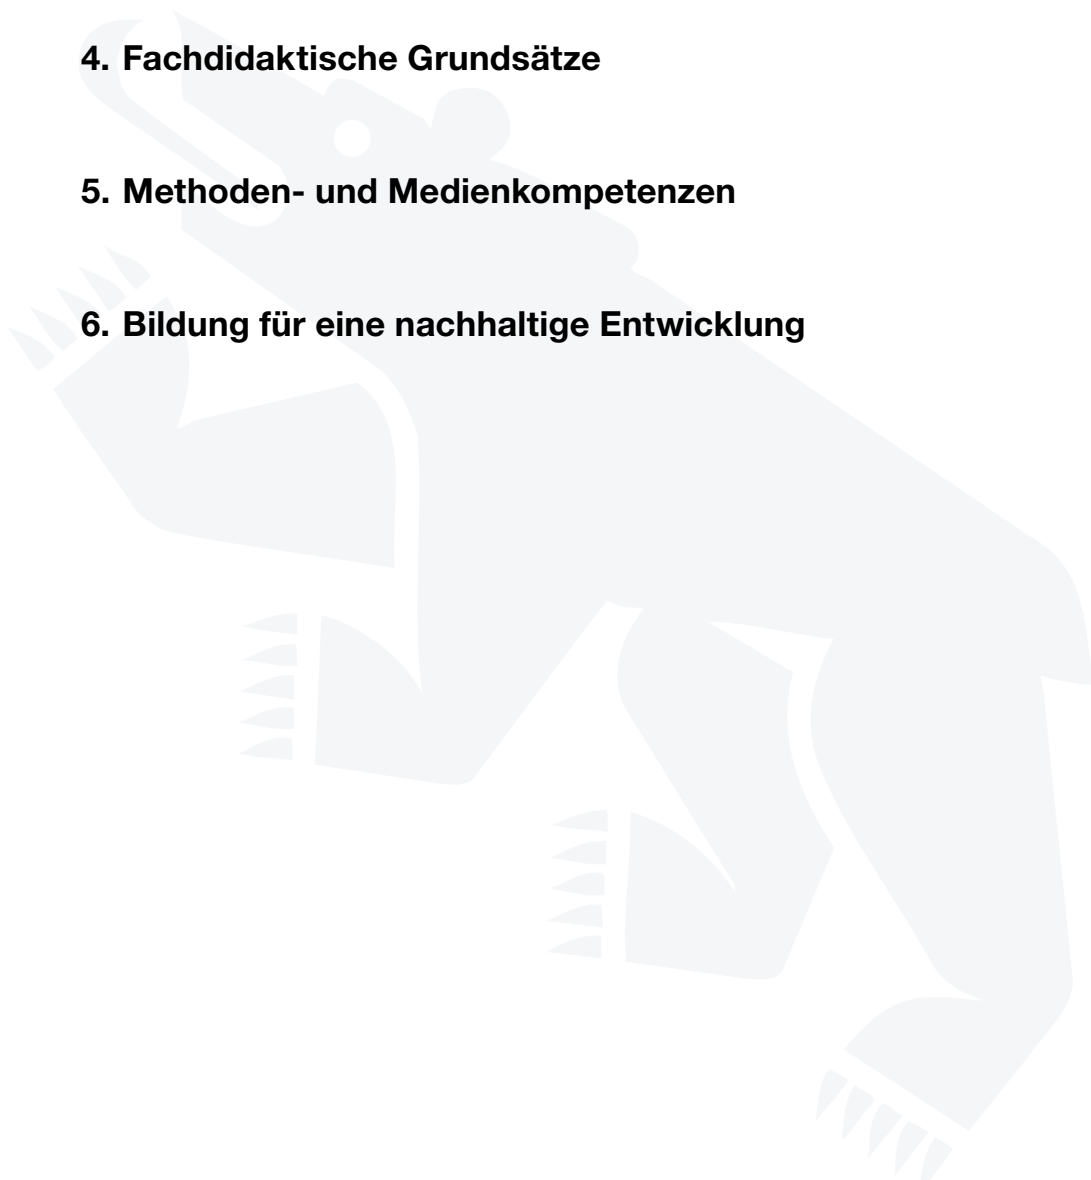 4. Fachdidaktische Grundsätze
5. Methoden- und Medienkompetenzen
6. Bildung für eine nachhaltige Entwicklung